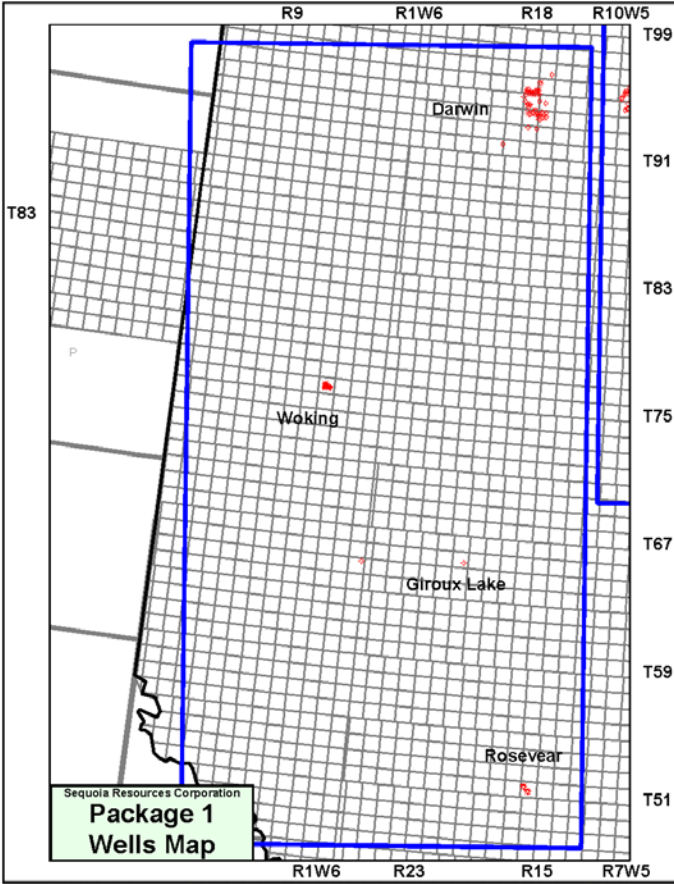 R9 R1W6 R18 R10W5
T99
Darwin
T91
T83
T83
P
T75
Woking
T67
Giroux Lake
T59
Rosevear
T51
Sequoia Resources Corporation
Package 1
Wells Map
R1W6 R23 R15 R7W5